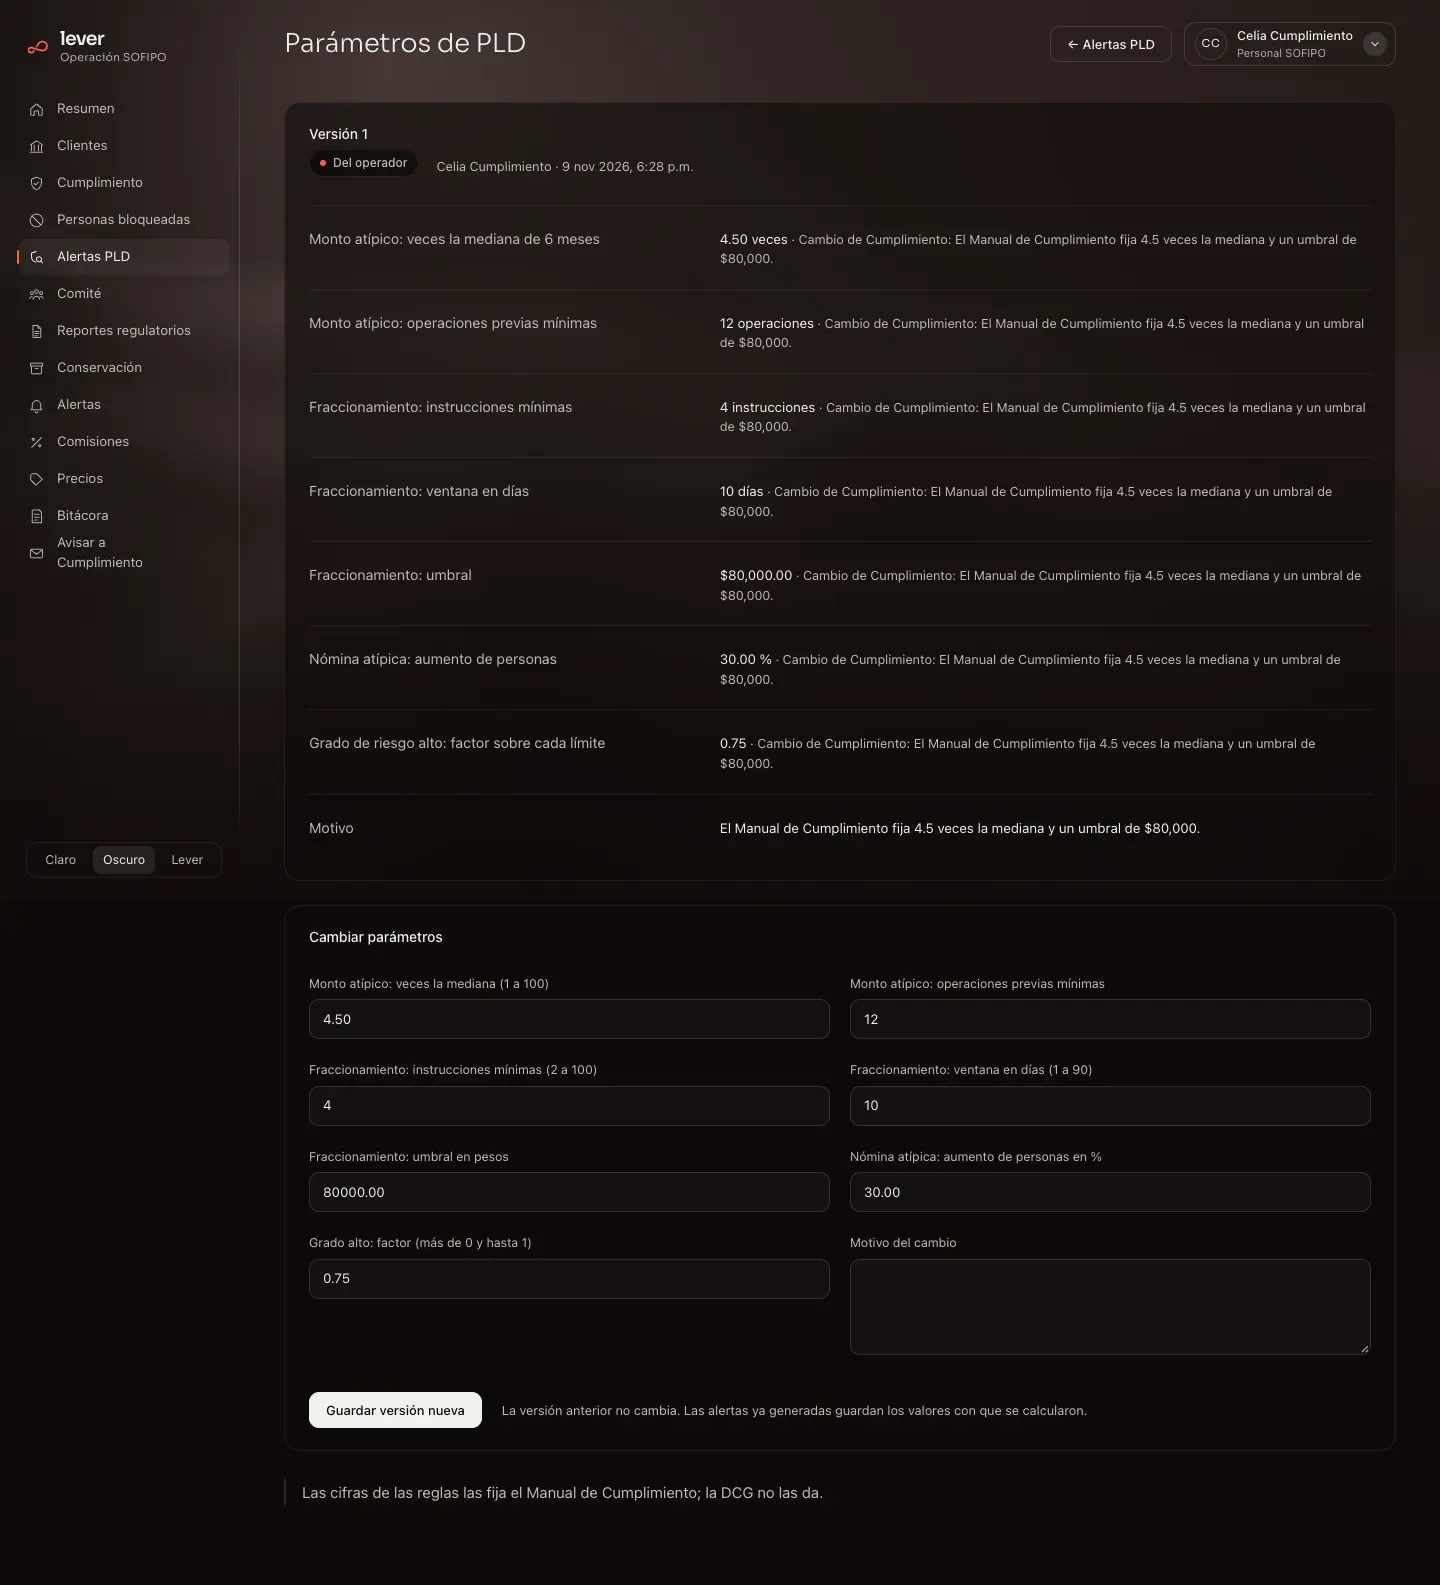 lever
Operación SOFIPO
Resumen
Clientes
Cumplimiento
Personas bloqueadas
Alertas PLD
Comité
Reportes regulatorios
Conservación
Alertas
Comisiones
Precios
Bitácora
Avisar a
Cumplimiento
Claro
Oscuro
Lever
Parámetros de PLD
← Alertas PLD
CC
Celia Cumplimiento
Personal SOFIPO
Versión 1
Del operador
Celia Cumplimiento · 9 nov 2026, 6:28 p.m.
Monto atípico: veces la mediana de 6 meses
4.50 veces · Cambio de Cumplimiento: El Manual de Cumplimiento fija 4.5 veces la mediana y un umbral de
$80,000.
Monto atípico: operaciones previas mínimas
12 operaciones · Cambio de Cumplimiento: El Manual de Cumplimiento fija 4.5 veces la mediana y un umbral
de $80,000.
Fraccionamiento: instrucciones mínimas
4 instrucciones · Cambio de Cumplimiento: El Manual de Cumplimiento fija 4.5 veces la mediana y un umbral
de $80,000.
Fraccionamiento: ventana en días
10 días · Cambio de Cumplimiento: El Manual de Cumplimiento fija 4.5 veces la mediana y un umbral de
$80,000.
Fraccionamiento: umbral
$80,000.00 · Cambio de Cumplimiento: El Manual de Cumplimiento fija 4.5 veces la mediana y un umbral de
$80,000.
Nómina atípica: aumento de personas
30.00 % · Cambio de Cumplimiento: El Manual de Cumplimiento fija 4.5 veces la mediana y un umbral de
$80,000.
Grado de riesgo alto: factor sobre cada límite
0.75 · Cambio de Cumplimiento: El Manual de Cumplimiento fija 4.5 veces la mediana y un umbral de
$80,000.
Motivo
El Manual de Cumplimiento fija 4.5 veces la mediana y un umbral de $80,000.
Cambiar parámetros
Monto atípico: veces la mediana (1 a 100)
4.50
Monto atípico: operaciones previas mínimas
12
Fraccionamiento: instrucciones mínimas (2 a 100)
4
Fraccionamiento: ventana en días (1 a 90)
10
Fraccionamiento: umbral en pesos
80000.00
Nómina atípica: aumento de personas en %
30.00
Grado alto: factor (más de 0 y hasta 1)
0.75
Motivo del cambio
Guardar versión nueva
La versión anterior no cambia. Las alertas ya generadas guardan los valores con que se calcularon.
Las cifras de las reglas las fija el Manual de Cumplimiento; la DCG no las da.